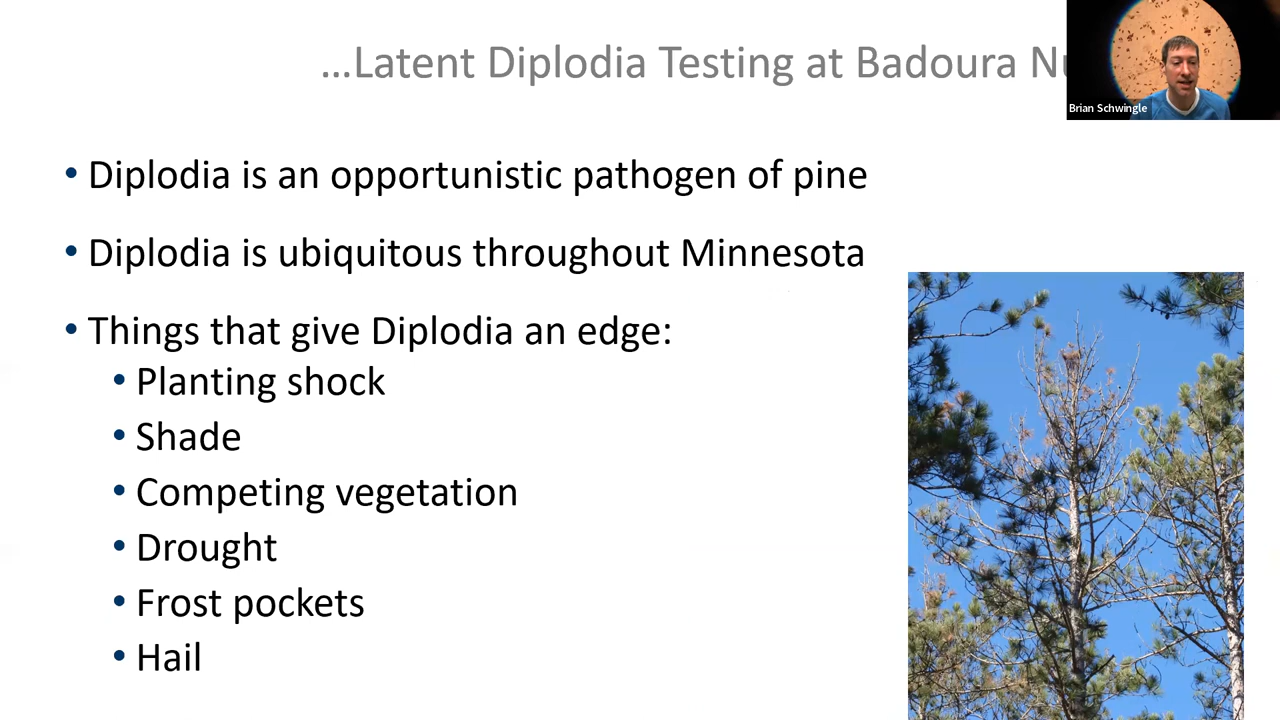 ...Latent Diplodia Testing at Badoura
Brian Schwingle
• Diplodia is an opportunistic pathogen of pine
• Diplodia is ubiquitous throughout Minnesota
• Things that give Diplodia an edge:
• Planting shock
• Shade
• Competing vegetation
• Drought
• Frost pockets
• Hail